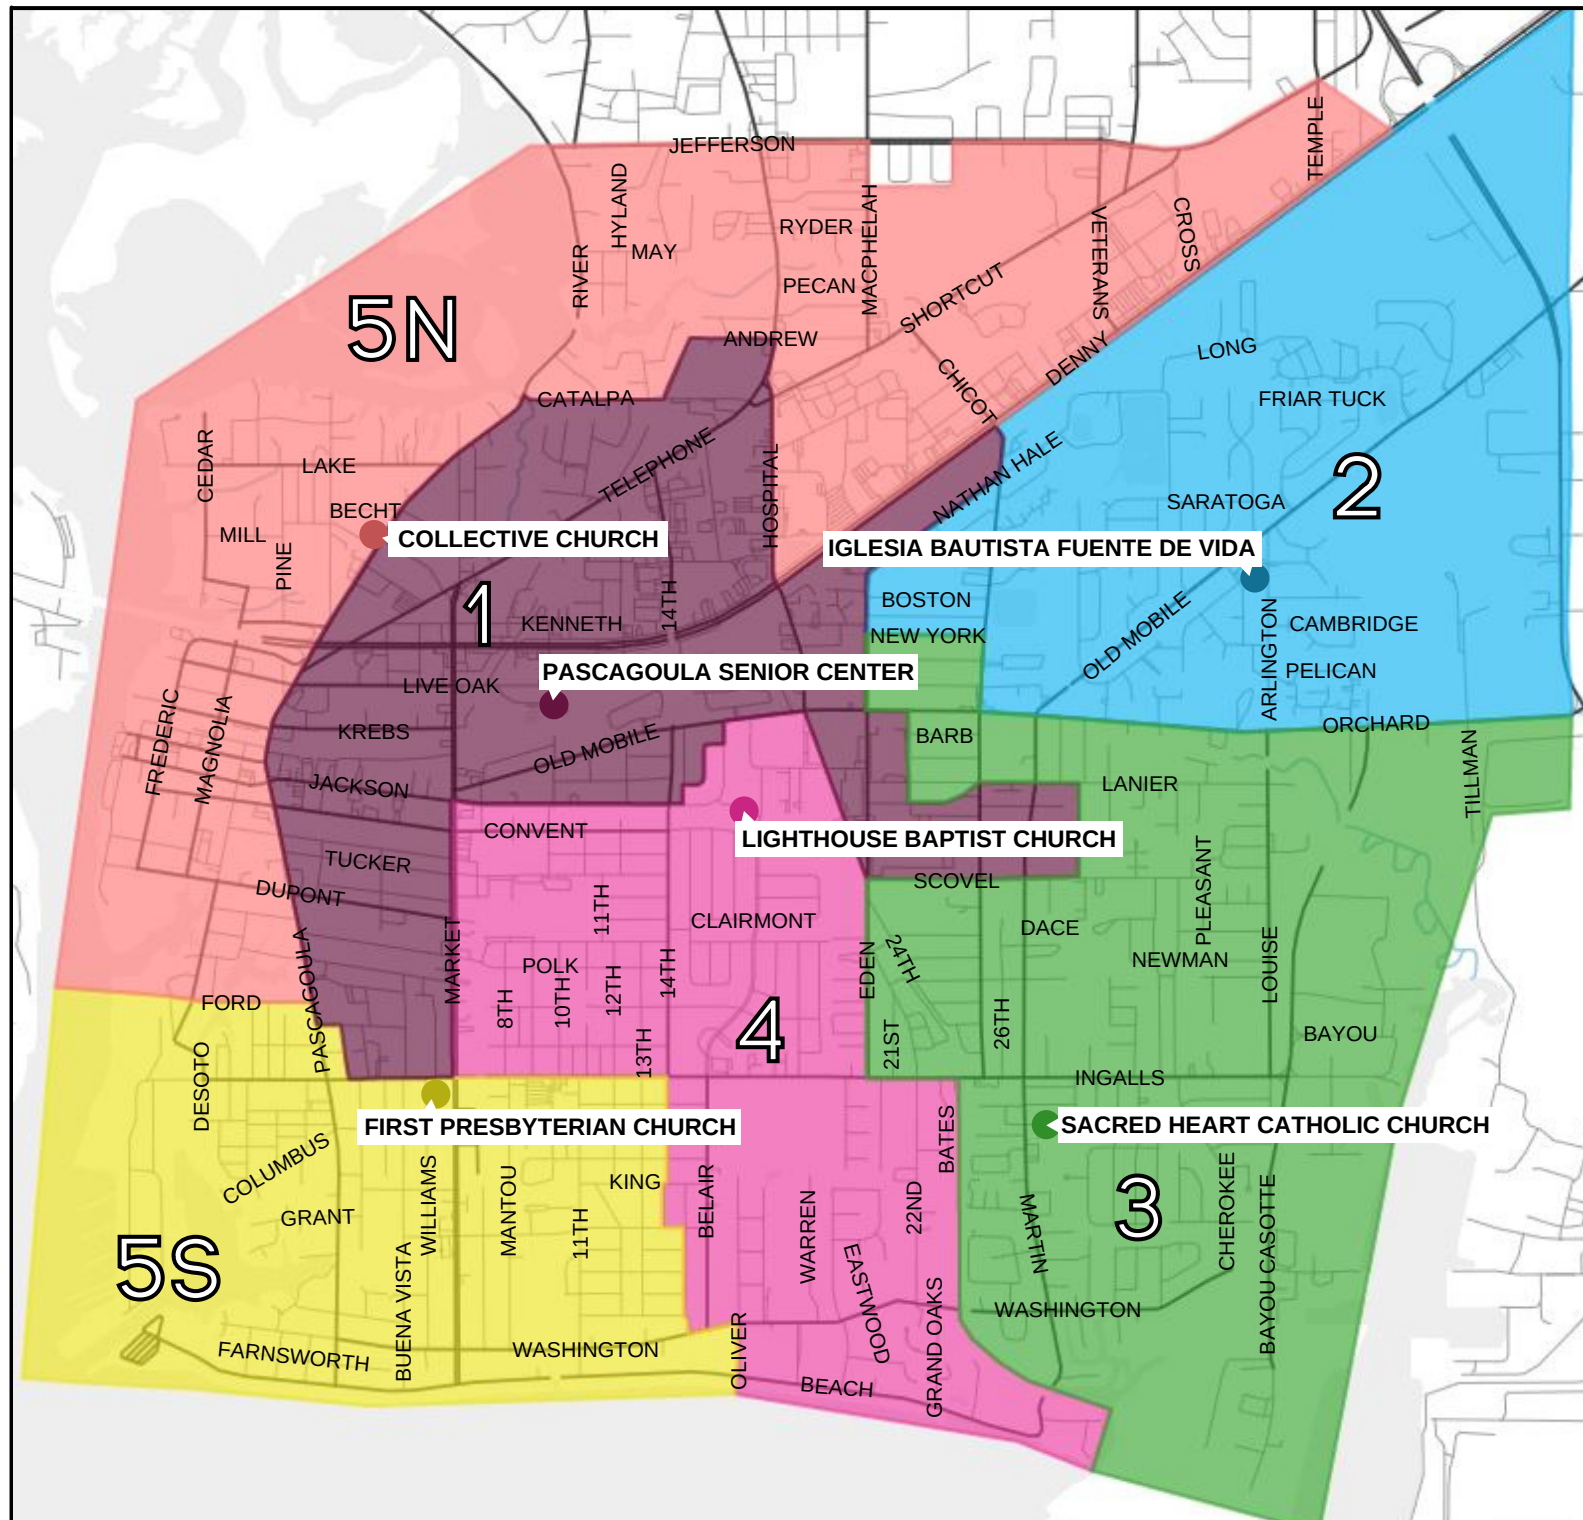 JEFFERSON
TEMPLE
HYLAND
MAY
RIVER
RYDER
PECAN
MACPHELAH
ANDREW
SHORTCUT
VETERANS
CROSS
5N
CHICOT
DENNY
LONG
FRIAR TUCK
CATALPA
TELEPHONE
HOSPITAL
NATHAN HALE
2
SARATOGA
CEDAR
LAKE
BECHT
MILL
PINE
COLLECTIVE CHURCH
IGLESIA BAUTISTA FUENTE DE VIDA
1
14TH
KENNETH
BOSTON
NEW YORK
OLD MOBILE
ARLINGTON
CAMBRIDGE
PELICAN
PASCAGOULA SENIOR CENTER
LIVE OAK
FREDERIC
MAGNOLIA
KREBS
OLD MOBILE
BARB
ORCHARD
TILLMAN
JACKSON
LANIER
CONVENT
LIGHTHOUSE BAPTIST CHURCH
TUCKER
DUPONT
SCOVEL
PLEASANT
11TH
CLAIRMONT
DACE
NEWMAN
LOUISE
PASCAGOULA
MARKET
POLK
8TH
10TH
12TH
14TH
13TH
EDEN
24TH
21ST
26TH
4
BAYOU
FORD
DESOTO
INGALLS
FIRST PRESBYTERIAN CHURCH
SACRED HEART CATHOLIC CHURCH
BATES
COLUMBUS
GRANT
WILLIAMS
MANTOU
11TH
KING
BELAIR
WARREN
22ND
MARTIN
3
CHEROKEE
BAYOU CASOTTE
5S
BUENA VISTA
EASTWOOD
GRAND OAKS
WASHINGTON
FARNSWORTH
WASHINGTON
OLIVER
BEACH